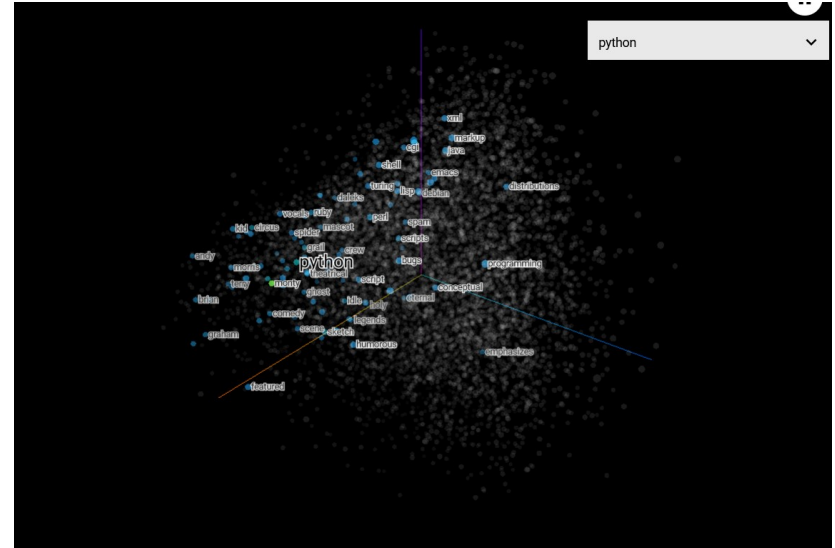 python
xml
markup
cgi
java
shell
emacs
turing
lisp
debian
distributions
daleks
vocals
ruby
perl
spam
kid
circus
spider
mascot
scripts
grail
crew
andy
python
bugs
programming
morris
theatrical
script
terry
monty
conceptual
ghost
brian
idle
holy
eternal
comedy
legends
scene
sketch
graham
humorous
emphasizes
featured